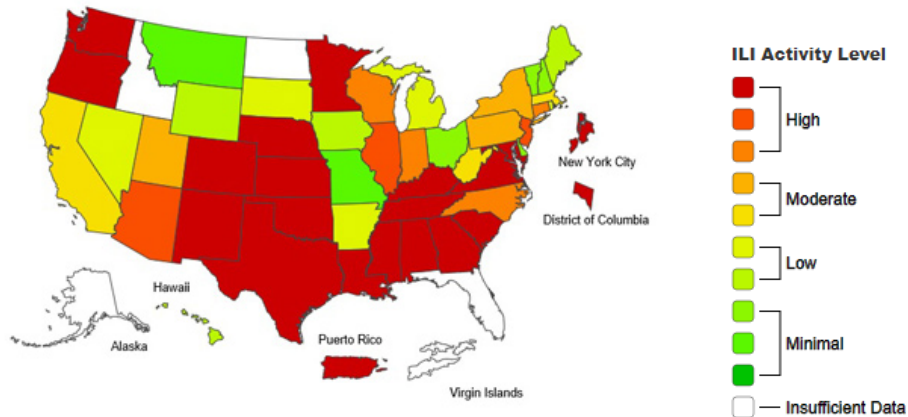 ILI Activity Level
High
New York City
Moderate
District of Columbia
Low
Hawaii
Alaska
Puerto Rico
Minimal
Virgin Islands
Insufficient Data